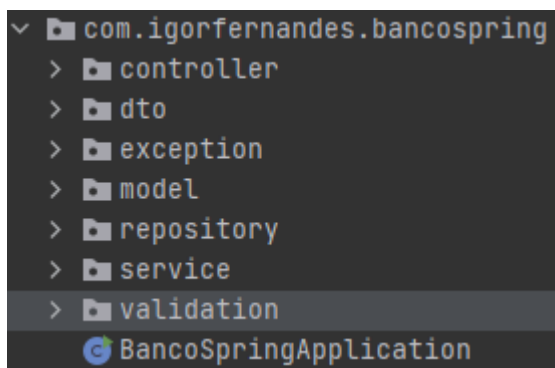 com.igorfernandes.bancospring
controller
dto
exception
model
repository
service
validation
BancoSpringApplication